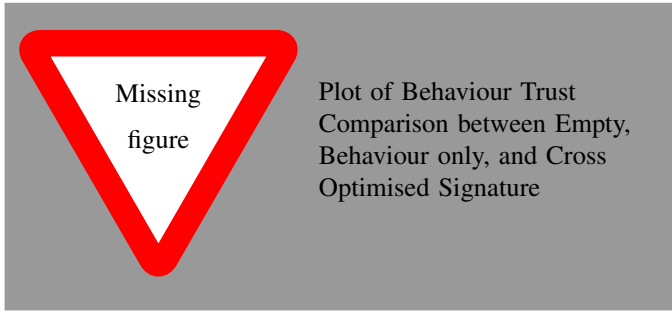 Missing
figure
Plot of Behaviour Trust
Comparison between Empty,
Behaviour only, and Cross
Optimised Signature